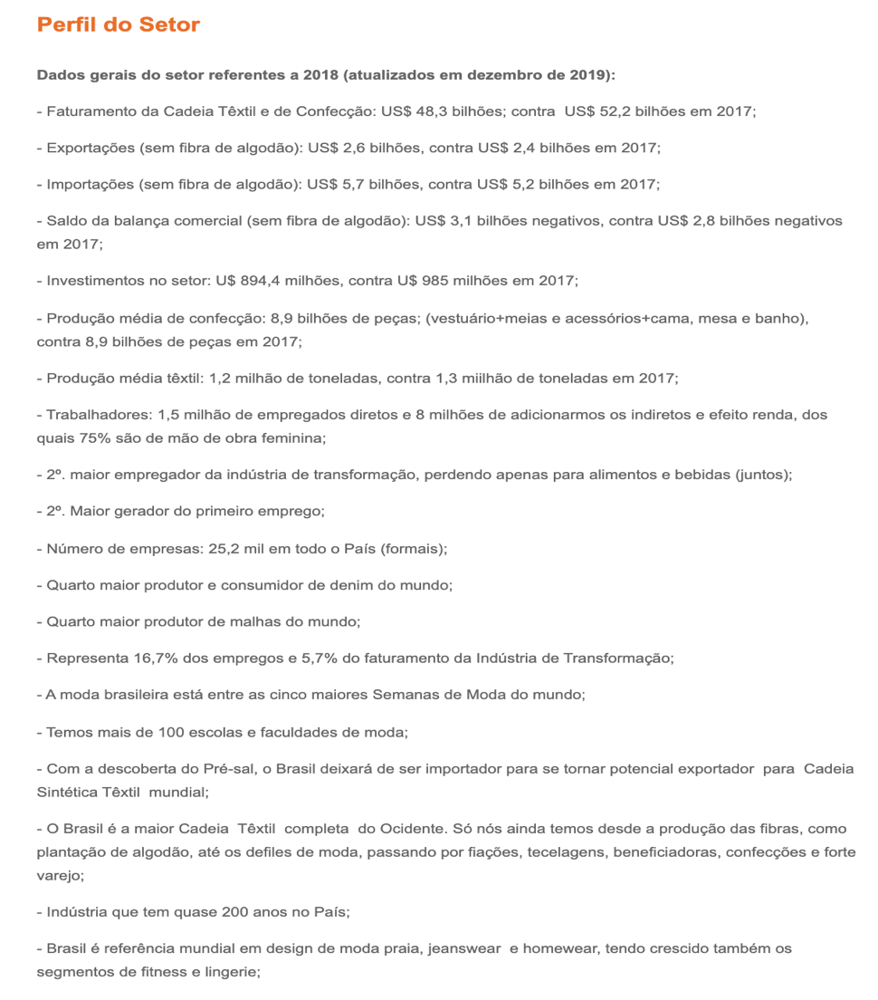 Perfil do Setor
Dados gerais do setor referentes a 2018 (atualizados em dezembro de 2019):
- Faturamento da Cadeia Têxtil e de Confecção: US$ 48,3 bilhões; contra  US$ 52,2 bilhões em 2017;
- Exportações (sem fibra de algodão): US$ 2,6 bilhões, contra US$ 2,4 bilhões em 2017;
- Importações (sem fibra de algodão): US$ 5,7 bilhões, contra US$ 5,2 bilhões em 2017;
- Saldo da balança comercial (sem fibra de algodão): US$ 3,1 bilhões negativos, contra US$ 2,8 bilhões negativos
em 2017;
- Investimentos no setor: U$ 894,4 milhões, contra U$ 985 milhões em 2017;
- Produção média de confecção: 8,9 bilhões de peças; (vestuário+meias e acessórios+cama, mesa e banho),
contra 8,9 bilhões de peças em 2017;
- Produção média têxtil: 1,2 milhão de toneladas, contra 1,3 miilhão de toneladas em 2017;
- Trabalhadores: 1,5 milhão de empregados diretos e 8 milhões de adicionarmos os indiretos e efeito renda, dos
quais 75% são de mão de obra feminina;
- 2º. maior empregador da indústria de transformação, perdendo apenas para alimentos e bebidas (juntos);
- 2º. Maior gerador do primeiro emprego;
- Número de empresas: 25,2 mil em todo o País (formais);
- Quarto maior produtor e consumidor de denim do mundo;
- Quarto maior produtor de malhas do mundo;
- Representa 16,7% dos empregos e 5,7% do faturamento da Indústria de Transformação;
- A moda brasileira está entre as cinco maiores Semanas de Moda do mundo;
- Temos mais de 100 escolas e faculdades de moda;
- Com a descoberta do Pré-sal, o Brasil deixará de ser importador para se tornar potencial exportador  para  Cadeia
Sintética Têxtil  mundial;
- O Brasil é a maior Cadeia  Têxtil  completa  do Ocidente. Só nós ainda temos desde a produção das fibras, como
plantação de algodão, até os defiles de moda, passando por fiações, tecelagens, beneficiadoras, confecções e forte
varejo;
- Indústria que tem quase 200 anos no País;
- Brasil é referência mundial em design de moda praia, jeanswear  e homewear, tendo crescido também os
segmentos de fitness e lingerie;